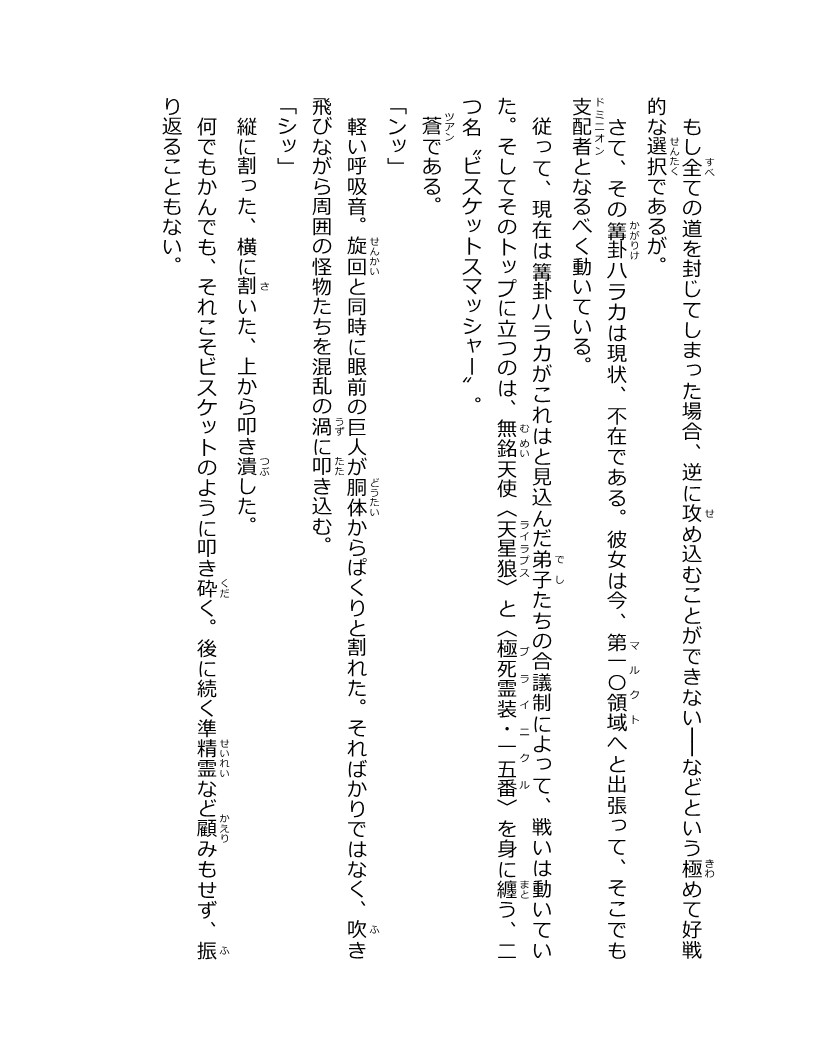 もし全ての道を封じてしまった場合、逆に攻め込むことができない――などという極めて好戦
的な選択であるが。
さて、その篝卦ハラカは現状、不在である。彼女は今、第一〇領域へと出張って、そこでも
支配者となるべく動いている。
従って、現在は篝卦ハラカがこれはと見込んだ弟子たちの合議制によって、戦いは動いてい
た。そしてそのトップに立つのは、無銘天使〈天星狼〉と〈極死霊装・一五番〉を身に纏う、二
つ名〝ビスケットスマッシャー〟。
蒼である。
「ンッ」
軽い呼吸音。旋回と同時に眼前の巨人が胴体からぱくりと割れた。そればかりではなく、吹き
飛びながら周囲の怪物たちを混乱の渦に叩き込む。
「シッ」
縦に割った、横に割いた、上から叩き潰した。
何でもかんでも、それこそビスケットのように叩き砕く。後に続く準精霊など顧みもせず、振
り返ることもない。